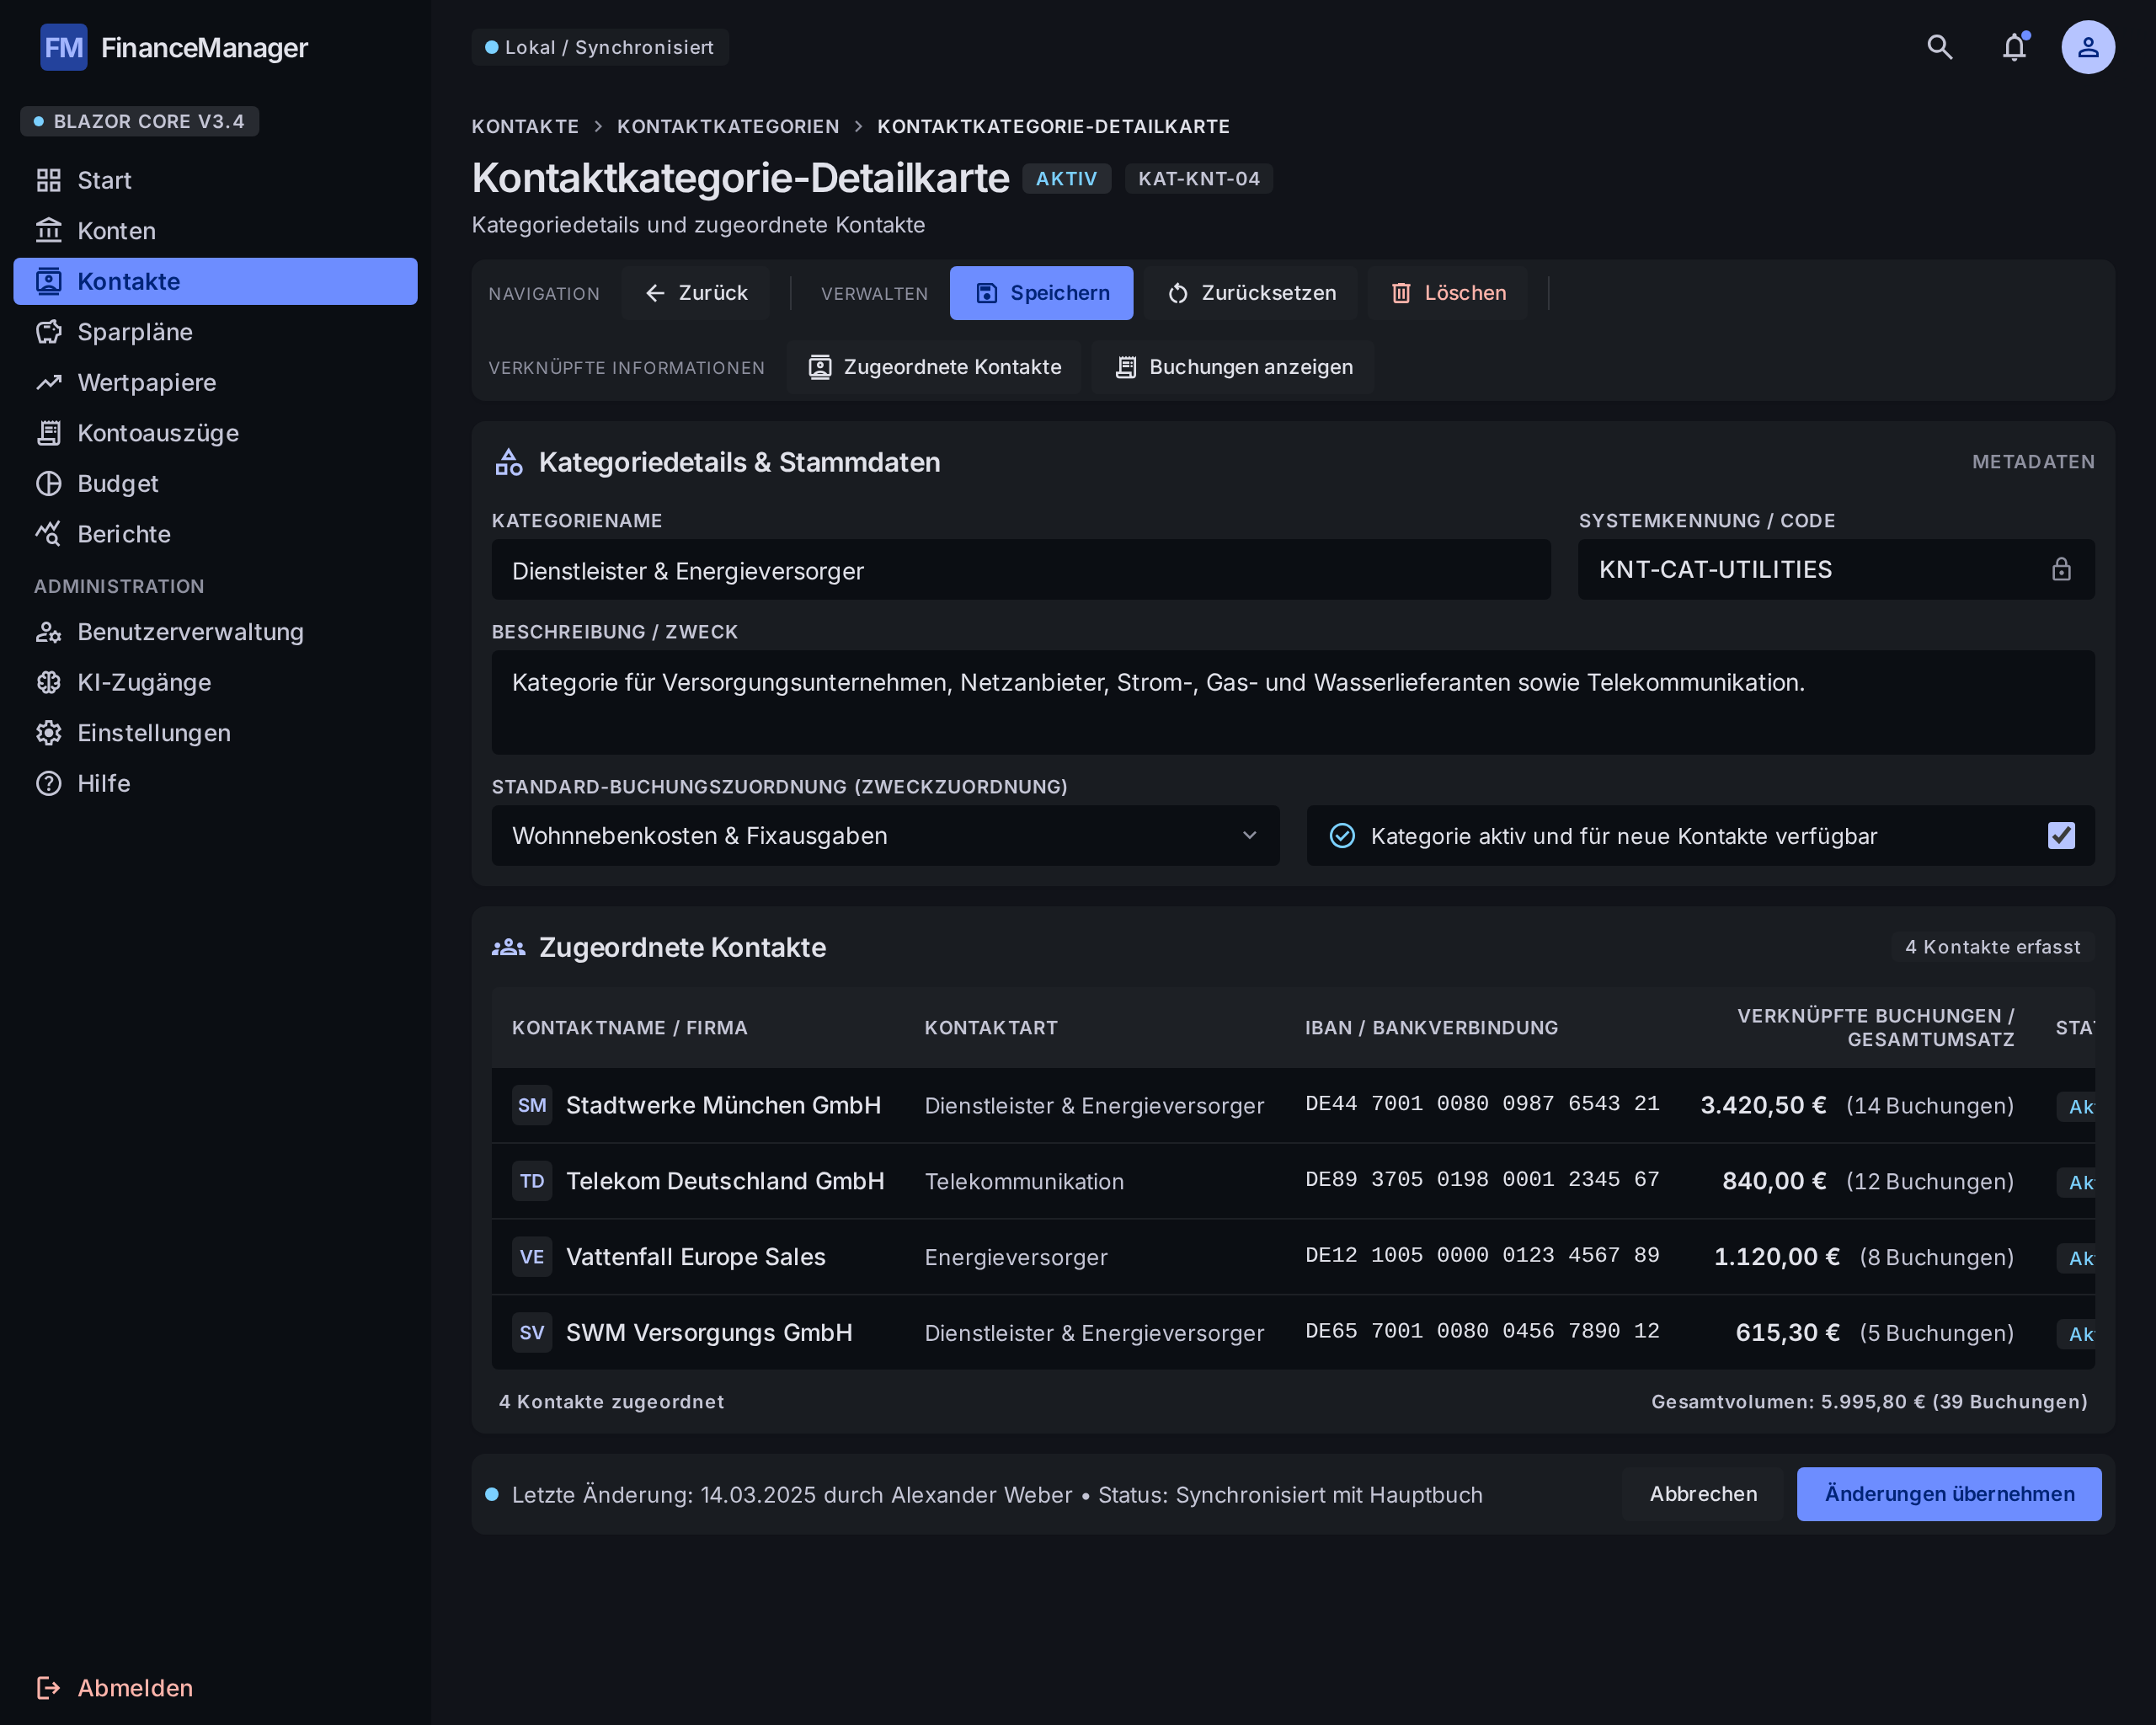 FM FinanceManager
BLAZOR CORE V3.4
Start
Konten
Kontakte
Sparpläne
Wertpapiere
Kontoauszüge
Budget
Berichte
ADMINISTRATION
Benutzerverwaltung
KI-Zugänge
Einstellungen
Hilfe
Abmelden
Lokal / Synchronisiert
KONTAKTE > KONTAKTKATEGORIEN > KONTAKTKATEGORIE-DETAILKARTE
Kontaktkategorie-Detailkarte AKTIV KAT-KNT-04
Kategoriedetails und zugeordnete Kontakte
NAVIGATION Zurück VERWALTEN Speichern Zurücksetzen Löschen
VERKNÜPFTE INFORMATIONEN Zugeordnete Kontakte Buchungen anzeigen
Kategoriedetails & Stammdaten METADATEN
KATEGORIENAME SYSTEMKENNUNG / CODE
Dienstleister & Energieversorger KNT-CAT-UTILITIES
BESCHREIBUNG / ZWECK
Kategorie für Versorgungsunternehmen, Netzanbieter, Strom-, Gas- und Wasserlieferanten sowie Telekommunikation.
STANDARD-BUCHUNGSZUORDNUNG (ZWECKZUORDNUNG)
Wohnnebenkosten & Fixausgaben Kategorie aktiv und für neue Kontakte verfügbar
Zugeordnete Kontakte 4 Kontakte erfasst
KONTAKTNAME / FIRMA KONTAKTART IBAN / BANKVERBINDUNG VERKNÜPFTE BUCHUNGEN / GESAMTUMSATZ
SM Stadtwerke München GmbH Dienstleister & Energieversorger DE44 7001 0080 0987 6543 21 3.420,50 € (14 Buchungen)
TD Telekom Deutschland GmbH Telekommunikation DE89 3705 0198 0001 2345 67 840,00 € (12 Buchungen)
VE Vattenfall Europe Sales Energieversorger DE12 1005 0000 0123 4567 89 1.120,00 € (8 Buchungen)
SV SWM Versorgungs GmbH Dienstleister & Energieversorger DE65 7001 0080 0456 7890 12 615,30 € (5 Buchungen)
4 Kontakte zugeordnet Gesamtvolumen: 5.995,80 € (39 Buchungen)
Letzte Änderung: 14.03.2025 durch Alexander Weber • Status: Synchronisiert mit Hauptbuch Abbrechen Änderungen übernehmen